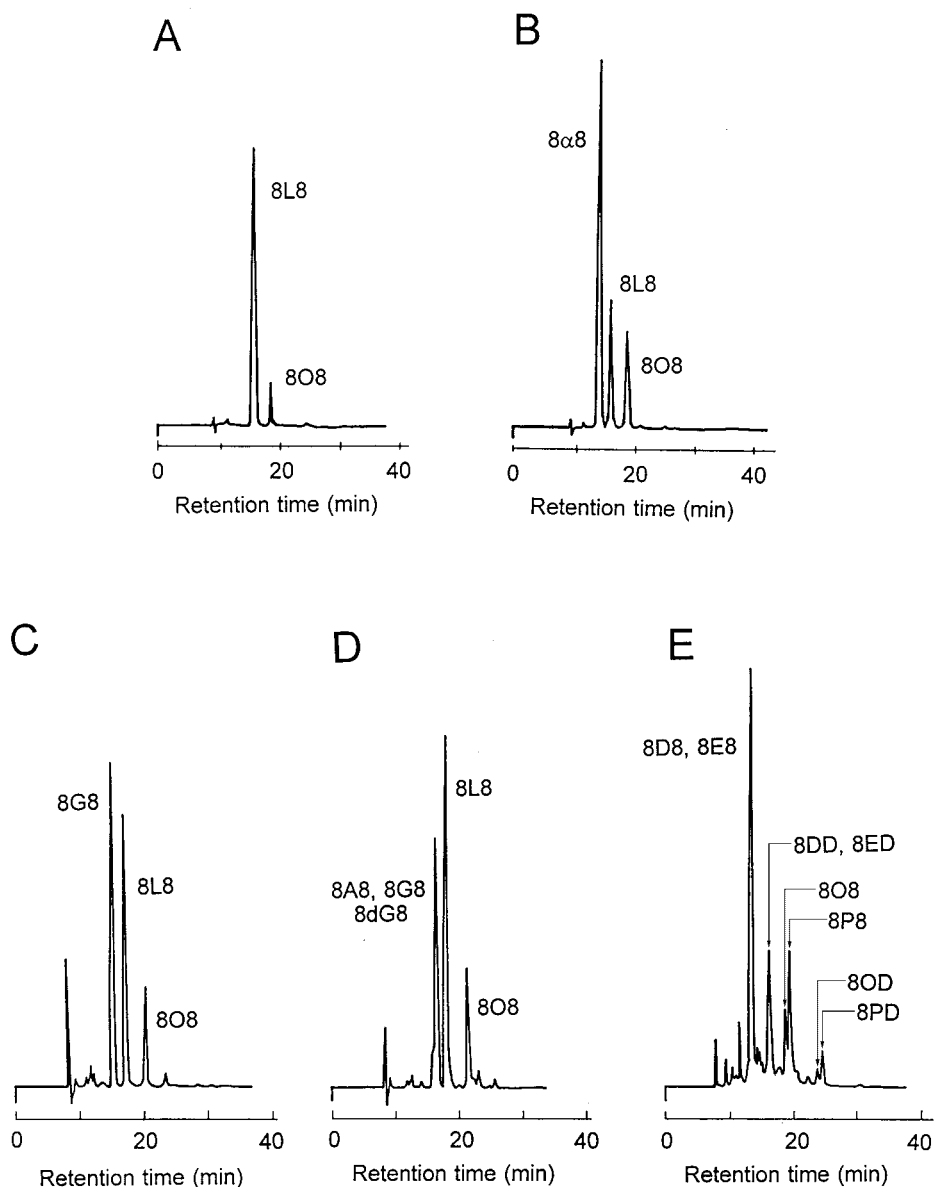 A
8L8
8O8
0 20 40
Retention time (min)
B
8α8
8L8
8O8
0 20 40
Retention time (min)
C
8G8
8L8
8O8
0 20 40
Retention time (min)
D
8L8
8A8, 8G8
8dG8
8O8
0 20 40
Retention time (min)
E
8D8, 8E8
8DD, 8ED
8O8
8P8
8OD
8PD
0 20 40
Retention time (min)